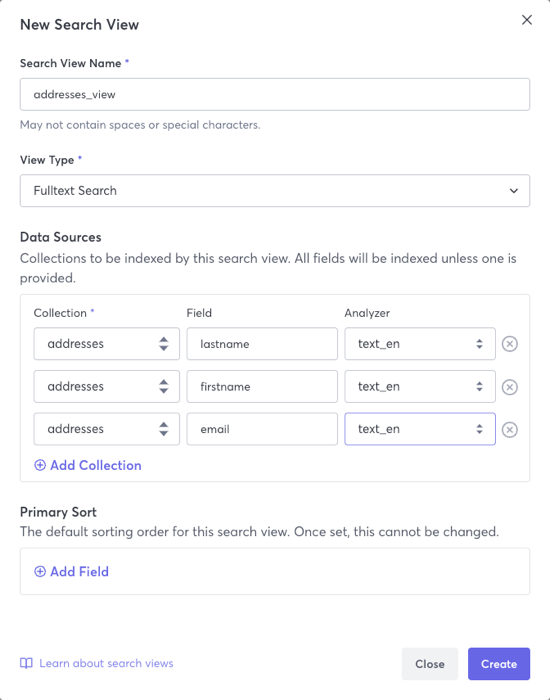 New Search View
Search View Name *
addresses_view
May not contain spaces or special characters.
View Type *
Fulltext Search
Data Sources
Collections to be indexed by this search view. All fields will be indexed unless one is
provided.
Collection * Field Analyzer
addresses lastname text_en
addresses firstname text_en
addresses email text_en
Add Collection
Primary Sort
The default sorting order for this search view. Once set, this cannot be changed.
Add Field
Learn about search views Close Create